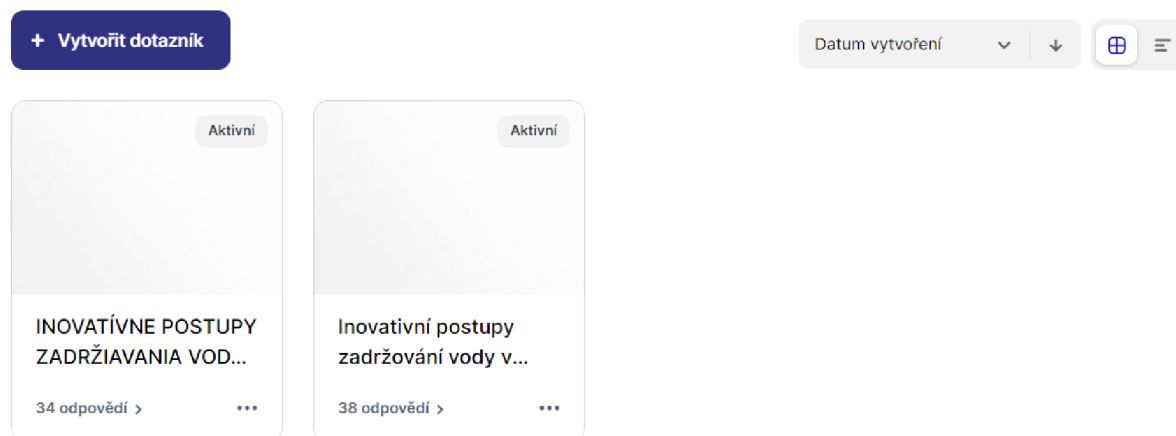 + Vytvořit dotazník
Datum vytvoření
Aktivní
Aktivní
INOVATÍVNE POSTUPY
ZADRŽIAVANIA VOD...
Inovativní postupy
zadržování vody v...
34 odpovědí >
38 odpovědí >